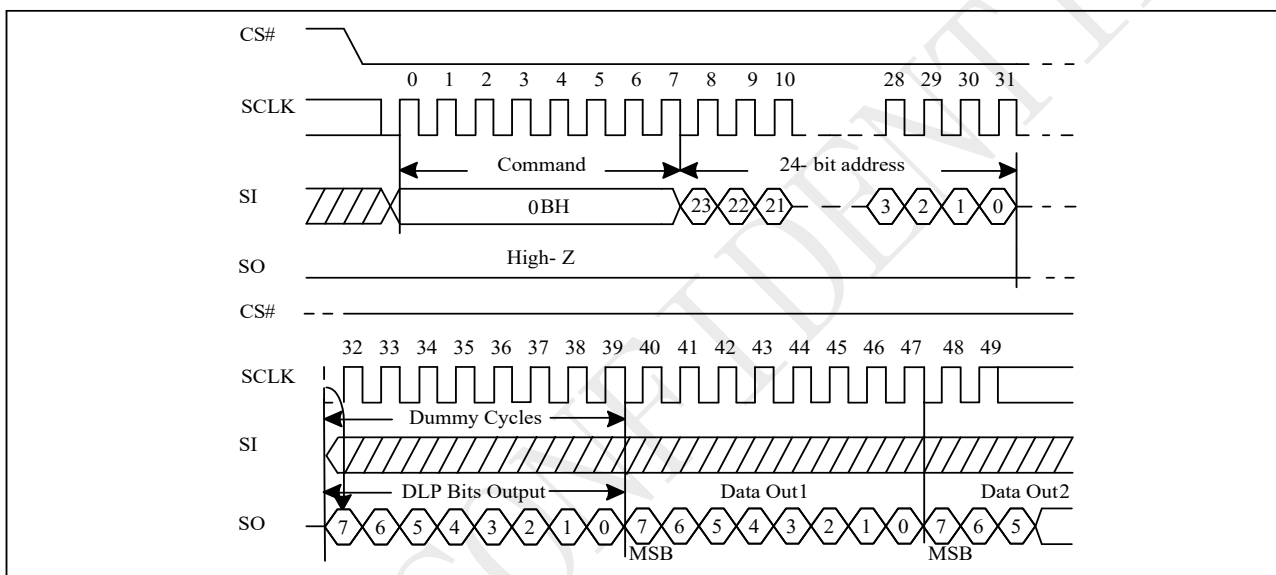 CS#
0 1 2 3 4 5 6 7 8 9 10 28 29 30 31
SCLK
Command 24- bit address
SI 0BH 23 22 21 3 2 1 0
High- Z
SO
CS#
32 33 34 35 36 37 38 39 40 41 42 43 44 45 46 47 48 49
SCLK
Dummy Cycles
SI
DLP Bits Output Data Out1 Data Out2
SO 7 6 5 4 3 2 1 0 7 6 5 4 3 2 1 0 7 6 5
MSB MSB